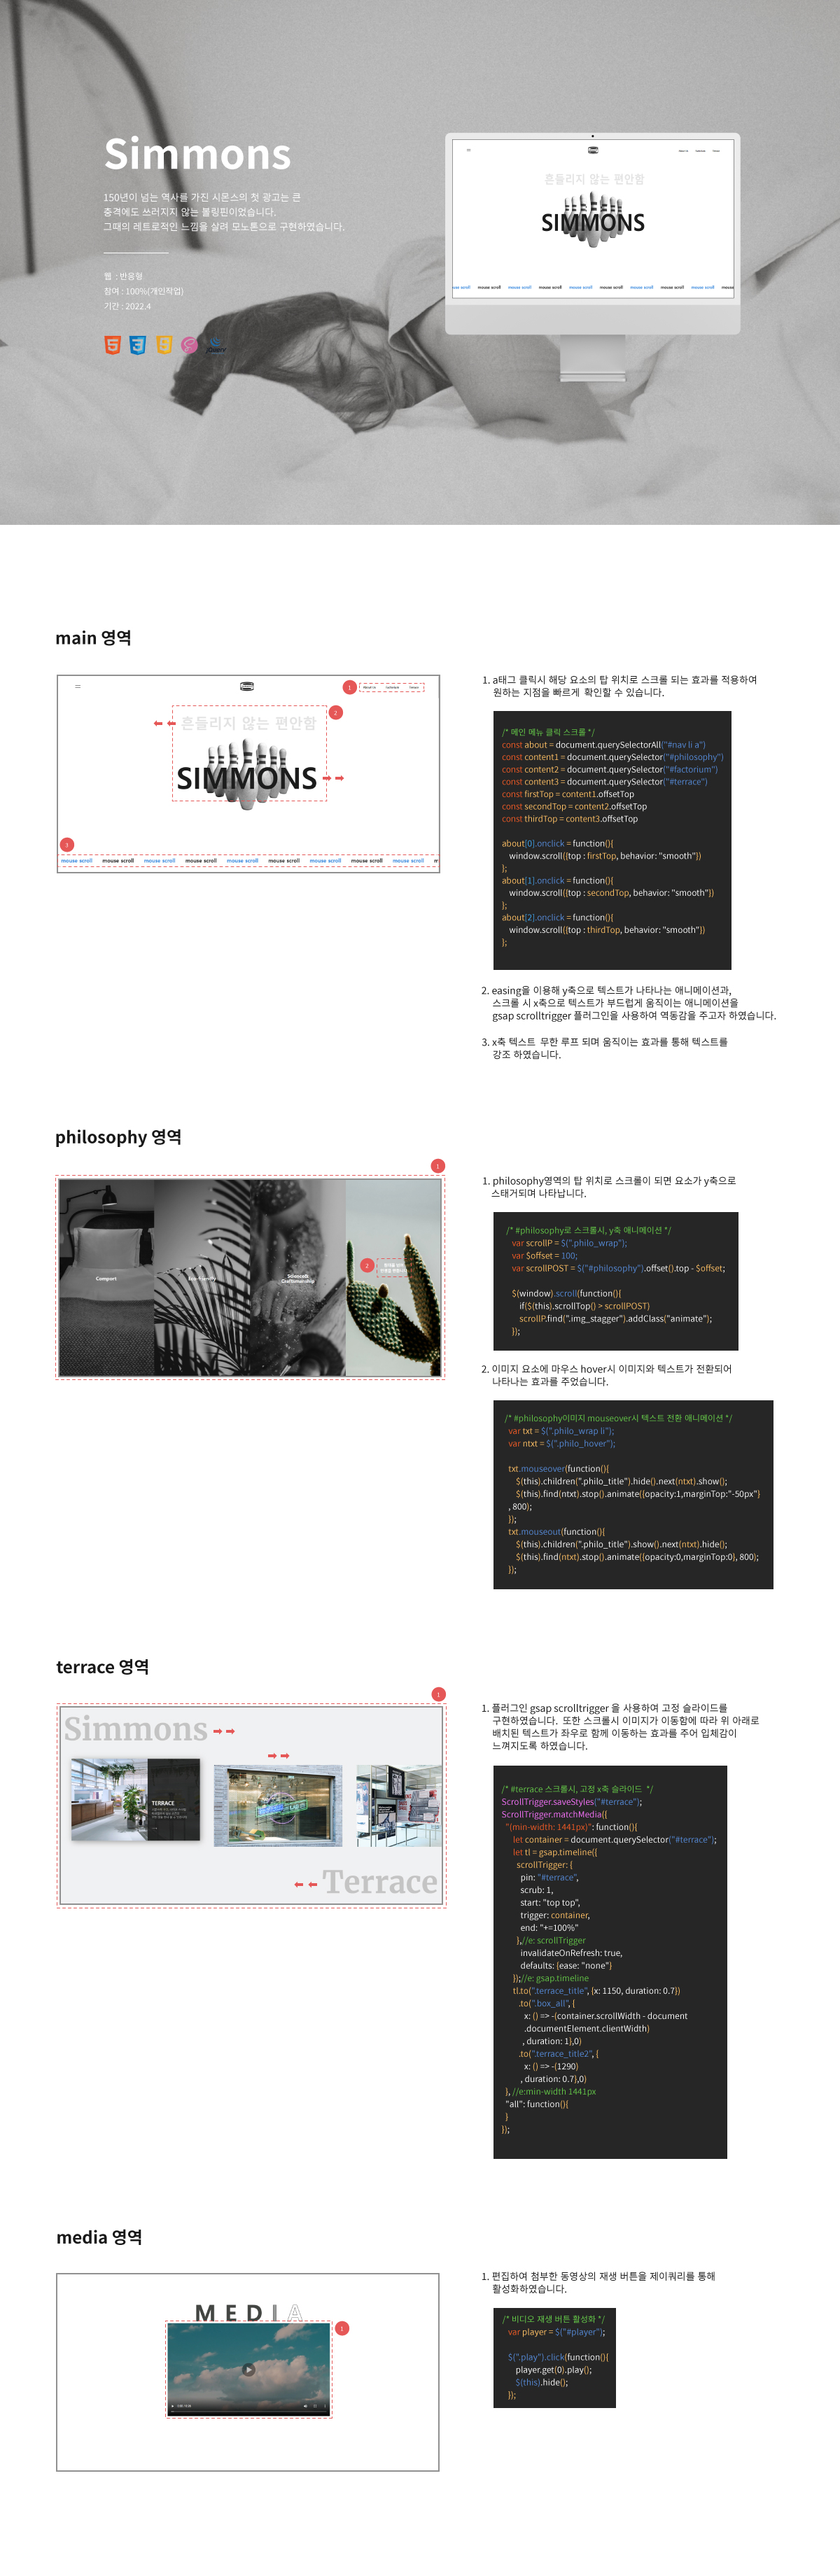 Simmons
150년이 넘는 역사를 가진 시몬스의 첫 광고는 큰
충격에도 쓰러지지 않는 볼링핀이었습니다.
그때의 레트로적인 느낌을 살려 모노톤으로 구현하였습니다.
웹 : 반응형
참여 : 100%(개인작업)
기간 : 2022.4
jQuery
흔들리지 않는 편안함
SIMMONS
mouse scroll mouse scroll mouse scroll mouse scroll mouse scroll mouse scroll mouse scroll mouse scroll
main 영역
1
2
흔들리지 않는 편안함
SIMMONS
3
mouse scroll mouse scroll mouse scroll mouse scroll mouse scroll mouse scroll mouse scroll mouse scroll mouse scroll
1. a태그 클릭시 해당 요소의 탑 위치로 스크롤 되는 효과를 적용하여
원하는 지점을 빠르게 확인할 수 있습니다.
/* 메인 메뉴 클릭 스크롤 */
const about = document.querySelectorAll("#nav li a")
const content1 = document.querySelector("#philosophy")
const content2 = document.querySelector("#factorium")
const content3 = document.querySelector("#terrace")
const firstTop = content1.offsetTop
const secondTop = content2.offsetTop
const thirdTop = content3.offsetTop
about[0].onclick = function(){
window.scroll({top : firstTop, behavior: "smooth"})
};
about[1].onclick = function(){
window.scroll({top : secondTop, behavior: "smooth"})
};
about[2].onclick = function(){
window.scroll({top : thirdTop, behavior: "smooth"})
};
2. easing을 이용해 y축으로 텍스트가 나타나는 애니메이션과,
스크롤 시 x축으로 텍스트가 부드럽게 움직이는 애니메이션을
gsap scrolltrigger 플러그인을 사용하여 역동감을 주고자 하였습니다.
3. x축 텍스트 무한 루프 되며 움직이는 효과를 통해 텍스트를
강조 하였습니다.
philosophy 영역
1
2
1. philosophy영역의 탑 위치로 스크롤이 되면 요소가 y축으로
스태거되며 나타납니다.
/* #philosophy로 스크롤시, y축 애니메이션 */
var scrollP = $(".philo_wrap");
var $offset = 100;
var scrollPOST = $("#philosophy").offset().top - $offset;
$(window).scroll(function(){
if($(this).scrollTop() > scrollPOST)
scrollP.find(".img_stagger").addClass("animate");
});
2. 이미지 요소에 마우스 hover시 이미지와 텍스트가 전환되어
나타나는 효과를 주었습니다.
/* #philosophy이미지 mouseover시 텍스트 전환 애니메이션 */
var txt = $(".philo_wrap li");
var ntxt = $(".philo_hover");
txt.mouseover(function(){
$(this).children(".philo_title").hide().next(ntxt).show();
$(this).find(ntxt).stop().animate({opacity:1,marginTop:"-50px"}
, 800);
});
txt.mouseout(function(){
$(this).children(".philo_title").show().next(ntxt).hide();
$(this).find(ntxt).stop().animate({opacity:0,marginTop:0}, 800);
});
terrace 영역
1
Simmons
TERRACE
Terrace
1. 플러그인 gsap scrolltrigger 을 사용하여 고정 슬라이드를
구현하였습니다. 또한 스크롤시 이미지가 이동함에 따라 위 아래로
배치된 텍스트가 좌우로 함께 이동하는 효과를 주어 입체감이
느껴지도록 하였습니다.
/* #terrace 스크롤시, 고정 x축 슬라이드 */
ScrollTrigger.saveStyles("#terrace");
ScrollTrigger.matchMedia({
"(min-width: 1441px)": function(){
let container = document.querySelector("#terrace");
let tl = gsap.timeline({
scrollTrigger: {
pin: "#terrace",
scrub: 1,
start: "top top",
trigger: container,
end: "+=100%"
},//e: scrollTrigger
invalidateOnRefresh: true,
defaults: {ease: "none"}
});//e: gsap.timeline
tl.to(".terrace_title", {x: 1150, duration: 0.7})
.to(".box_all", {
x: () => -(container.scrollWidth - document
.documentElement.clientWidth)
, duration: 1},0)
.to(".terrace_title2", {
x: () => -(1290)
, duration: 0.7},0)
}, //e:min-width 1441px
"all": function(){
}
});
media 영역
MEDIA
1
1. 편집하여 첨부한 동영상의 재생 버튼을 제이쿼리를 통해
활성화하였습니다.
/* 비디오 재생 버튼 활성화 */
var player = $("#player");
$(".play").click(function(){
player.get(0).play();
$(this).hide();
});